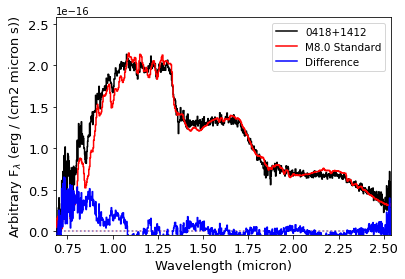 1e−16
0418+1412
M8.0 Standard
Difference
2.5
2.0
1.5
1.0
0.5
0.0
Arbitrary Fλ (erg / (cm2 micron s))
0.75 1.00 1.25 1.50 1.75 2.00 2.25 2.50
Wavelength (micron)